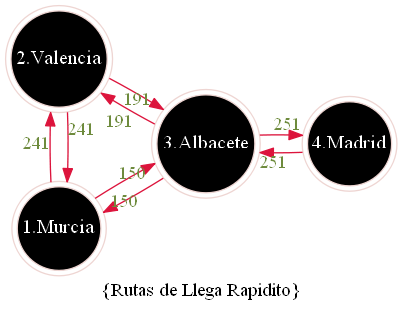 2.Valencia
191
191
241
241
3.Albacete
251
251
4.Madrid
150
150
1.Murcia
{Rutas de Llega Rapidito}